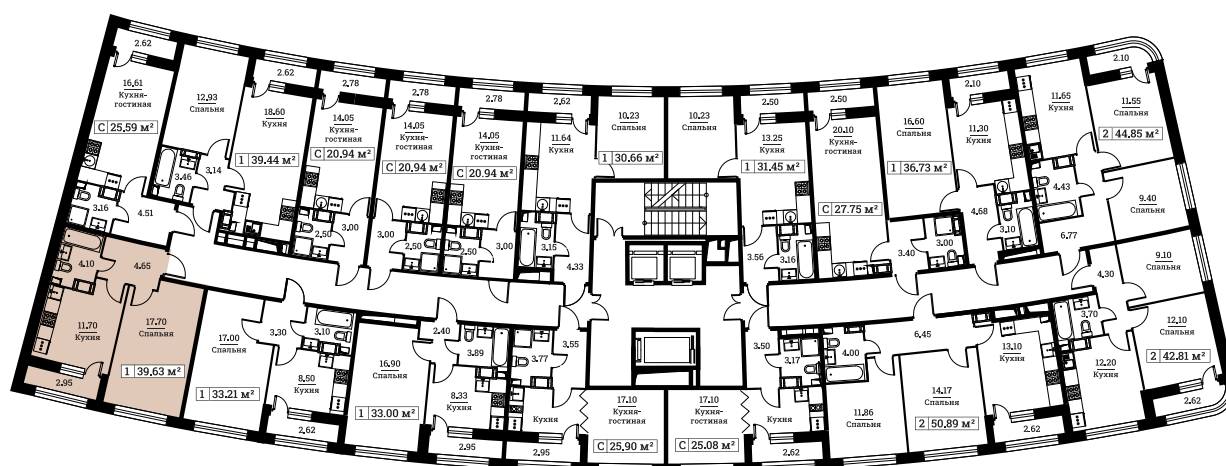 2.62
16.61
Кухня-
гостиная
С 25.59 м²
3.16
4.51
12.93
Спальня
3.46
3.14
2.62
18.60
Кухня
1 39.44 м²
2.78
14.05
Кухня-
гостиная
С 20.94 м²
2.50
3.00
2.78
14.05
Кухня-
гостиная
С 20.94 м²
3.00
2.50
2.78
14.05
Кухня-
гостиная
С 20.94 м²
2.50
3.00
2.62
11.64
Кухня
10.23
Спальня
1 30.66 м²
3.15
4.33
10.23
Спальня
2.50
13.25
Кухня
1 31.45 м²
3.56
3.16
2.50
20.10
Кухня-
гостиная
С 27.75 м²
3.40
3.00
16.60
Спальня
2.10
11.30
Кухня
1 36.73 м²
4.68
3.10
11.65
Кухня
2.10
11.55
Спальня
2 44.85 м²
4.43
9.40
Спальня
6.77
4.10
4.65
11.70
Кухня
17.70
Спальня
1 39.63 м²
2.95
17.00
Спальня
3.30
3.10
8.50
Кухня
1 33.21 м²
2.62
16.90
Спальня
2.40
3.89
8.33
Кухня
1 33.00 м²
2.95
3.55
3.77
Кухня
17.10
Кухня-
гостиная
С 25.90 м²
2.95
3.50
3.17
17.10
Кухня-
гостиная
Кухня
С 25.08 м²
2.62
4.00
6.45
11.86
Спальня
14.17
Спальня
13.10
Кухня
2 50.89 м²
2.62
9.10
Спальня
4.30
3.70
12.10
Спальня
12.20
Кухня
2 42.81 м²
2.62